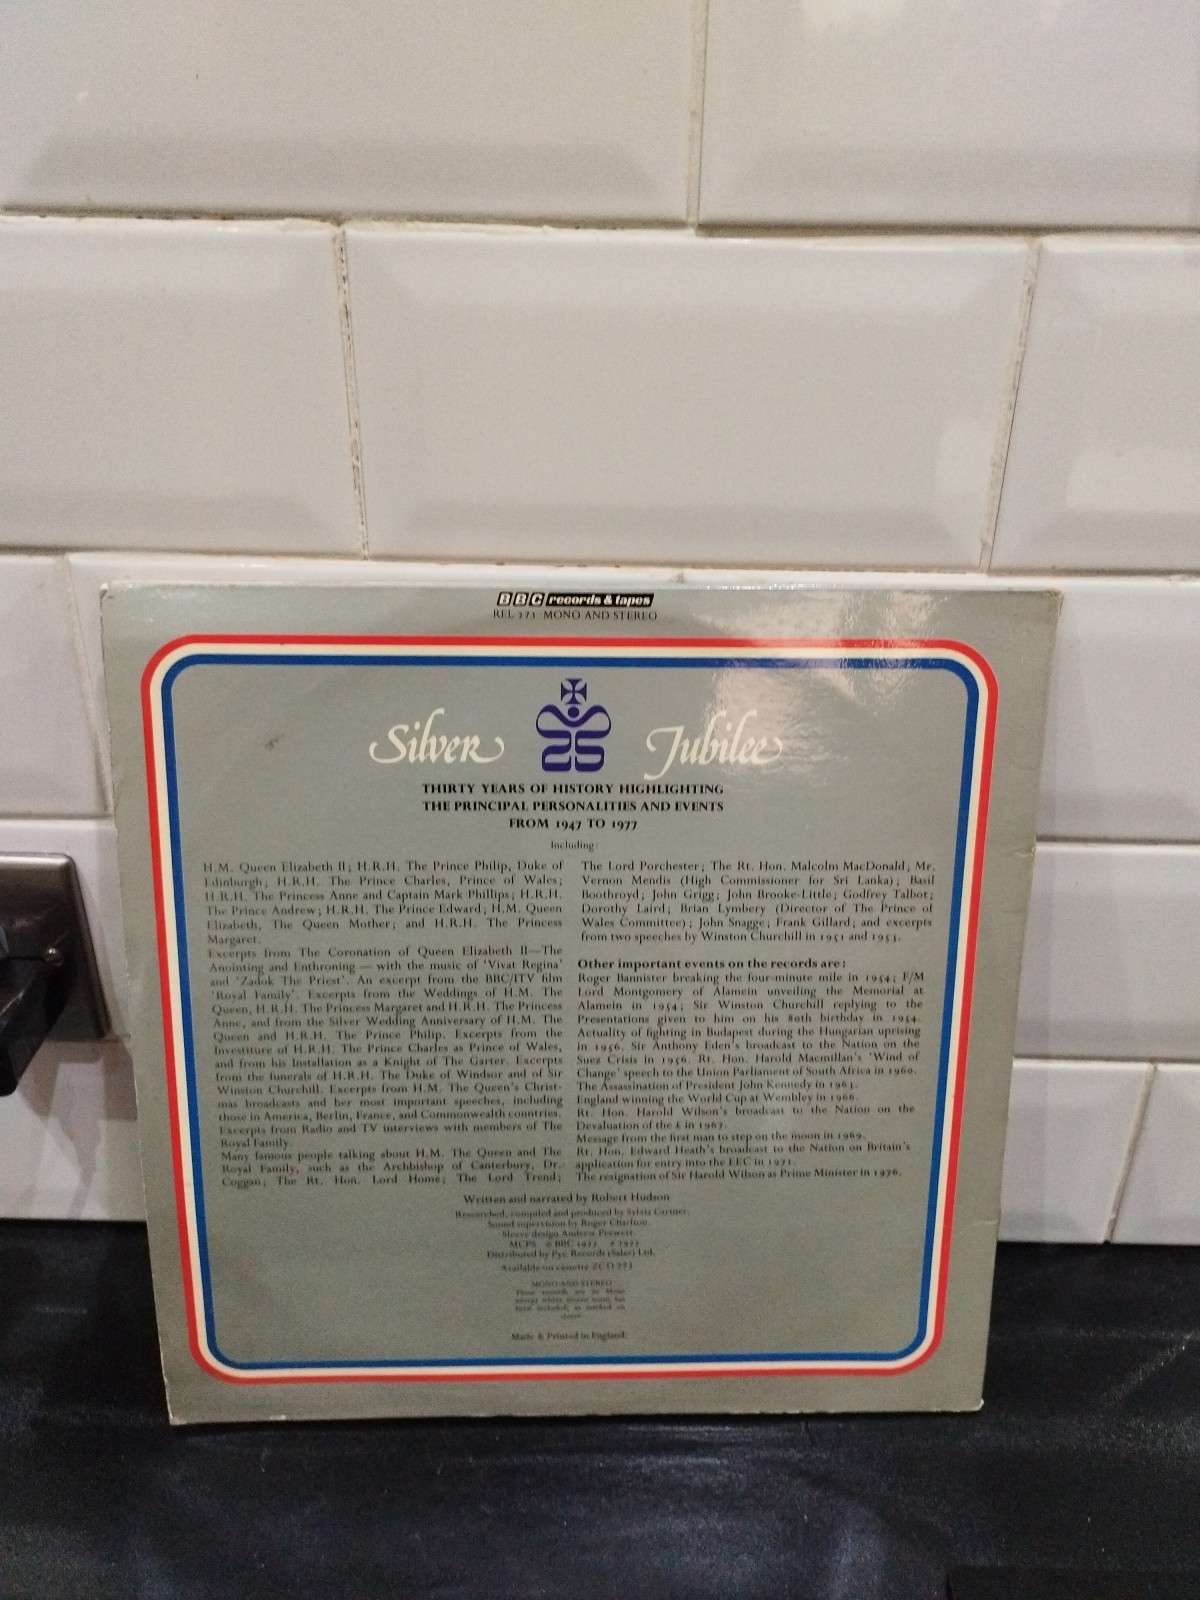 BBC records & tapes
REL 273 MONO AND STEREO
Silver 25 Jubilee
THIRTY YEARS OF HISTORY HIGHLIGHTING
THE PRINCIPAL PERSONALITIES AND EVENTS
FROM 1947 TO 1977
Including:
H.M. Queen Elizabeth II; H.R.H. The Prince Philip, Duke of
Edinburgh; H.R.H. The Prince Charles, Prince of Wales;
H.R.H. The Princess Anne and Captain Mark Phillips; H.R.H.
The Prince Andrew; H.R.H. The Prince Edward; H.M. Queen
Elizabeth, The Queen Mother; and H.R.H. The Princess
Margaret.
Excerpts from The Coronation of Queen Elizabeth II—The
Anointing and Enthroning — with the music of 'Vivat Regina'
and 'Zadok The Priest'. An excerpt from the BBC/ITV film
'Royal Family'. Excerpts from the Weddings of H.M. The
Queen, H.R.H. The Princess Margaret and H.R.H. The Princess
Anne, and from the Silver Wedding Anniversary of H.M. The
Queen and H.R.H. The Prince Philip. Excerpts from the
Investiture of H.R.H. The Prince Charles as Prince of Wales,
and from his Installation as a Knight of The Garter. Excerpts
from the funerals of H.R.H. The Duke of Windsor and of Sir
Winston Churchill. Excerpts from H.M. The Queen's Christ-
mas broadcasts and her most important speeches, including
those in America, Berlin, France, and Commonwealth countries.
Excerpts from Radio and TV interviews with members of The
Royal Family.
Many famous people talking about H.M. The Queen and The
Royal Family, such as the Archbishop of Canterbury, Dr.
Coggan; The Rt. Hon. Lord Home; The Lord Trend;
The Lord Porchester; The Rt. Hon. Malcolm MacDonald; Mr.
Vernon Mendis (High Commissioner for Sri Lanka); Basil
Boothroyd; John Grigg; John Brooke-Little; Godfrey Talbot;
Dorothy Laird; Brian Lymbery (Director of The Prince of
Wales Committee); John Snagge; Frank Gillard; and excerpts
from two speeches by Winston Churchill in 1951 and 1953.
Other important events on the records are:
Roger Bannister breaking the four-minute mile in 1954; F/M
Lord Montgomery of Alamein unveiling the Memorial at
Alamein in 1954; Sir Winston Churchill replying to the
Presentations given to him on his 80th birthday in 1954.
Actuality of fighting in Budapest during the Hungarian uprising
in 1956. Sir Anthony Eden's broadcast to the Nation on the
Suez Crisis in 1956. Rt. Hon. Harold Macmillan's 'Wind of
Change' speech to the Union Parliament of South Africa in 1960.
The Assassination of President John Kennedy in 1963.
England winning the World Cup at Wembley in 1966.
Rt. Hon. Harold Wilson's broadcast to the Nation on the
Devaluation of the £ in 1967.
Message from the first man to step on the moon in 1969.
Rt. Hon. Edward Heath's broadcast to the Nation on Britain's
application for entry into the EEC in 1971.
The resignation of Sir Harold Wilson as Prime Minister in 1976.
Written and narrated by Robert Hudson
Researched, compiled and produced by Sylvia Cartner.
Sound supervision by Roger Charlton.
Sleeve design Andrew Prewett
MCPS © BBC 1977 ℗ 1977
Distributed by Pye Records (Sales) Ltd.
Available on cassette ZCD 273
MONO AND STEREO
These records are in Mono
except where stereo music has
been included, as marked on
Made & Printed in England.